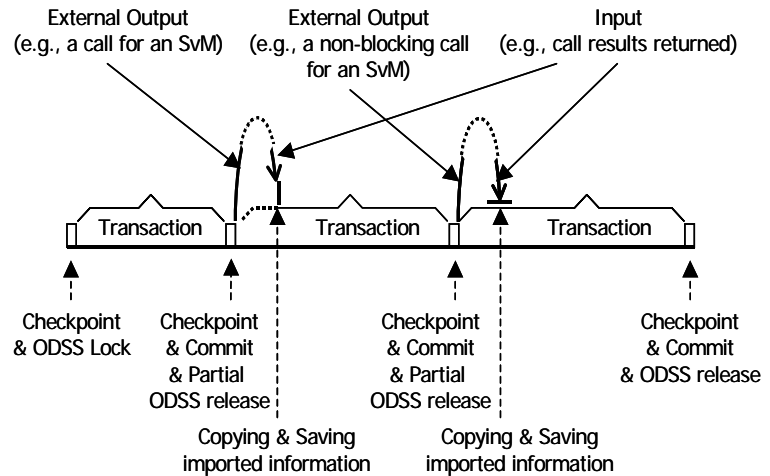 External Output
(e.g., a call for an SvM)
External Output
(e.g., a non-blocking call
for an SvM)
Input
(e.g., call results returned)
Transaction
Transaction
Transaction
Checkpoint
& ODSS Lock
Checkpoint
& Commit
& Partial
ODSS release
Checkpoint
& Commit
& Partial
ODSS release
Checkpoint
& Commit
& ODSS release
Copying & Saving
imported information
Copying & Saving
imported information